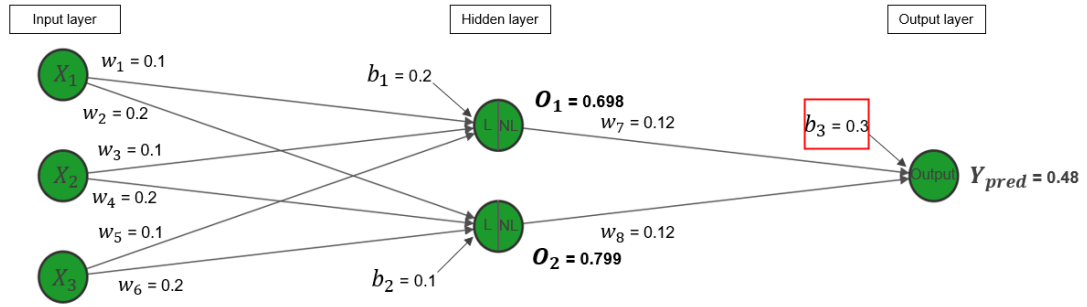 Input layer
Hidden layer
Output layer
X1
w1 = 0.1
w2 = 0.2
b1 = 0.2
O1 = 0.698
L NL
w7 = 0.12
b3 = 0.3
X2
w3 = 0.1
w4 = 0.2
Output
Ypred = 0.48
w5 = 0.1
L NL
w8 = 0.12
O2 = 0.799
X3
w6 = 0.2
b2 = 0.1